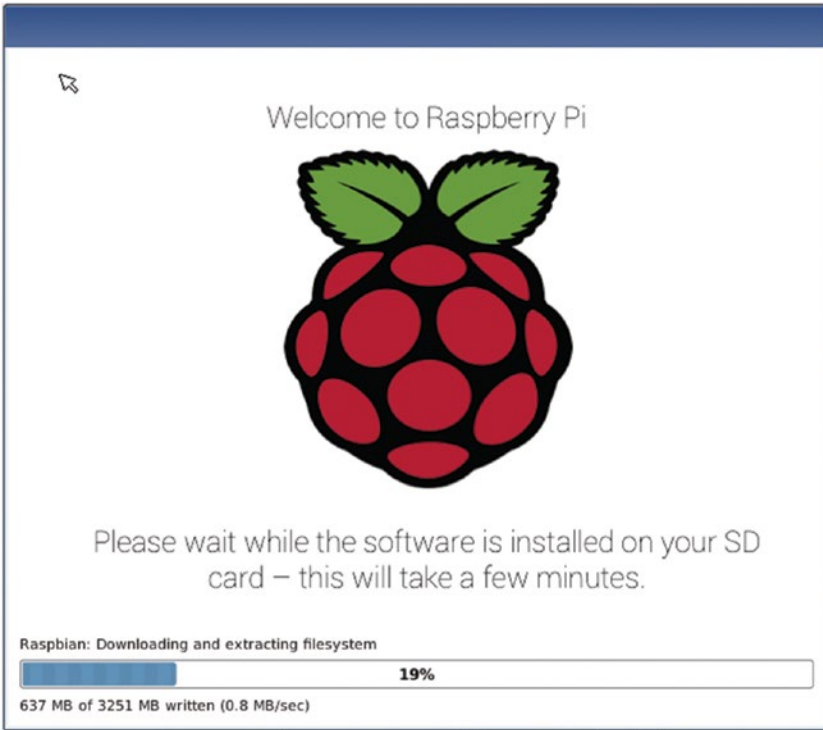 Welcome to Raspberry Pi
Please wait while the software is installed on your SD
card – this will take a few minutes.
Raspbian: Downloading and extracting filesystem
19%
637 MB of 3251 MB written (0.8 MB/sec)